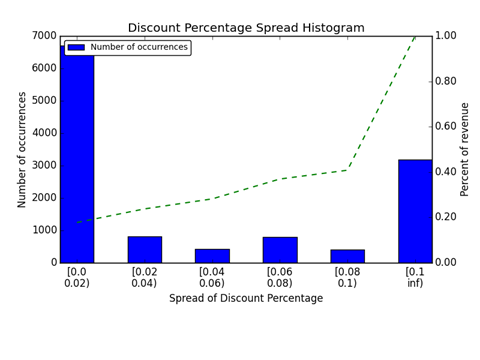 Discount Percentage Spread Histogram
Number of occurrences
7000
6000
5000
4000
3000
2000
1000
0
Number of occurrences
1.00
0.80
0.60
0.40
0.20
0.00
Percent of revenue
[0.0 [0.02 [0.04 [0.06 [0.08 [0.1
0.02) 0.04) 0.06) 0.08) 0.1) inf)
Spread of Discount Percentage